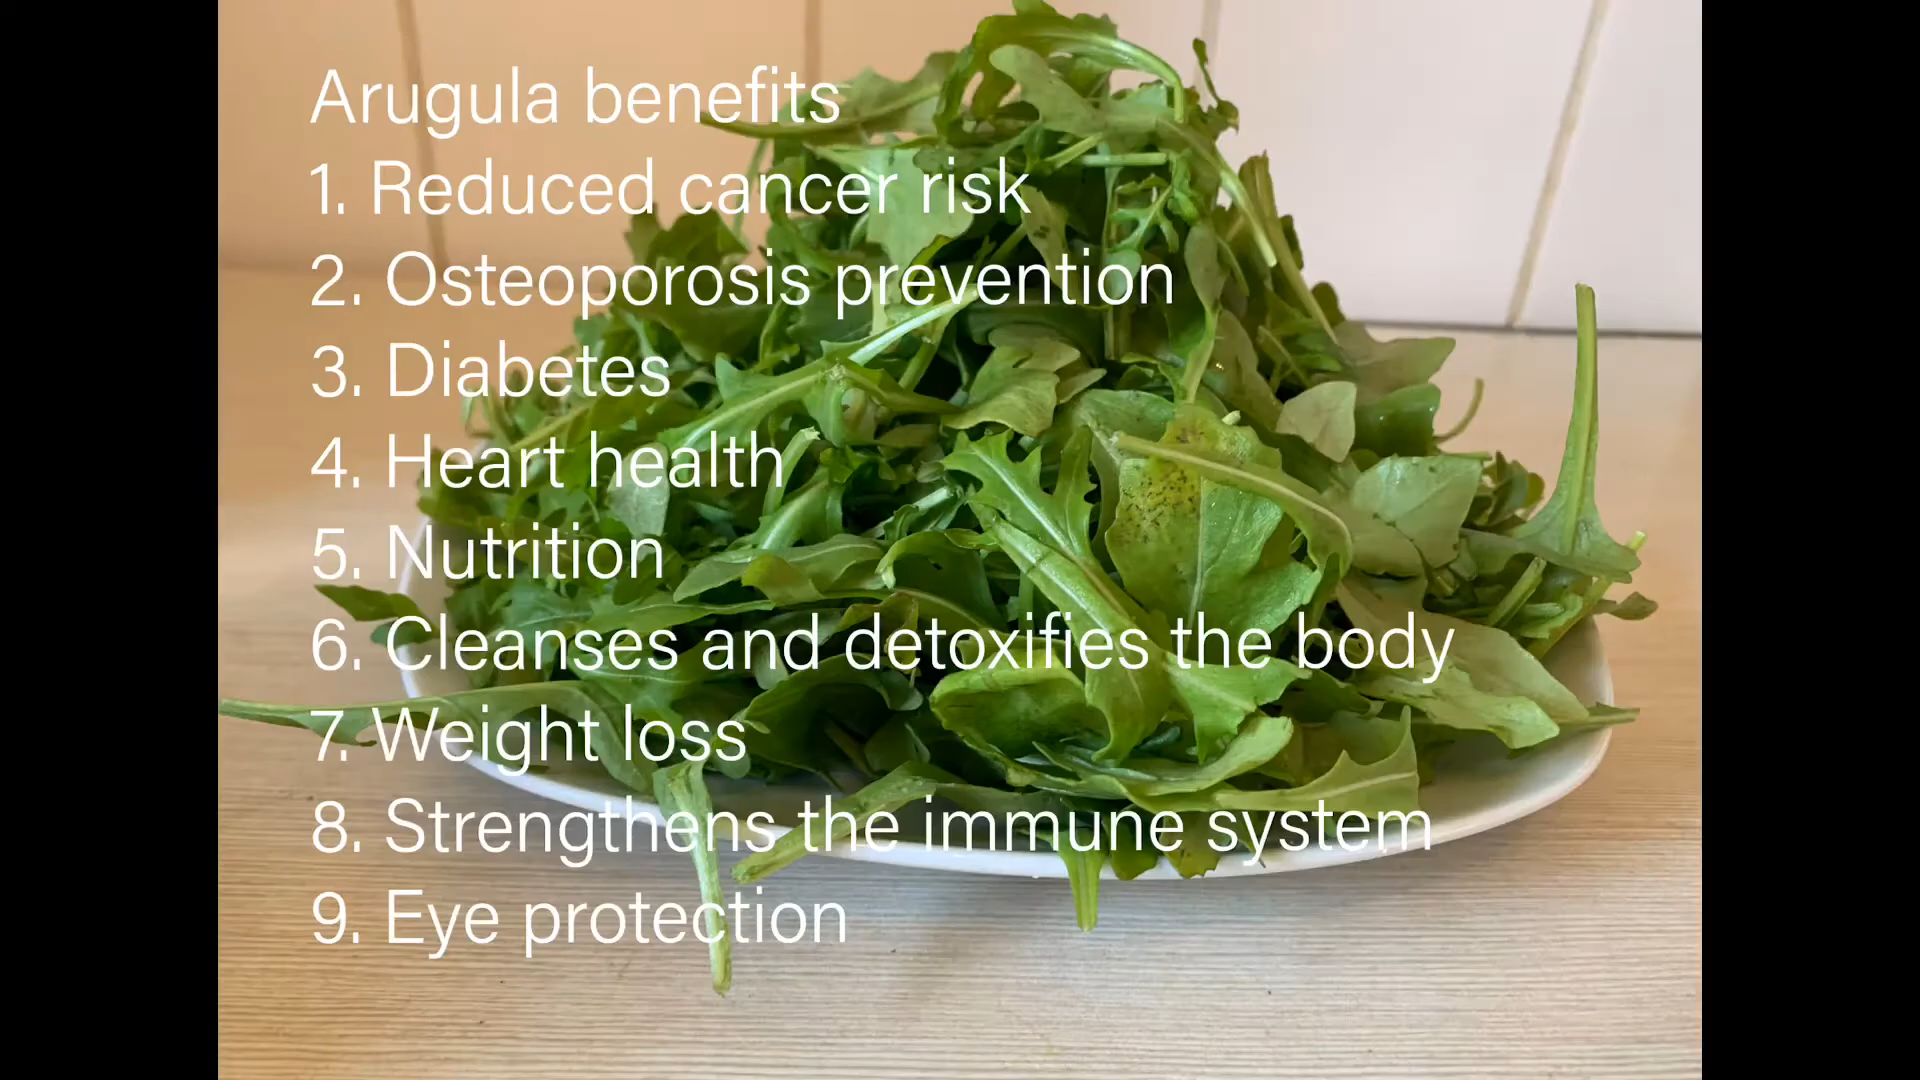 Arugula benefits
1. Reduced cancer risk
2. Osteoporosis prevention
3. Diabetes
4. Heart health
5. Nutrition
6. Cleanses and detoxifies the body
7. Weight loss
8. Strengthens the immune system
9. Eye protection